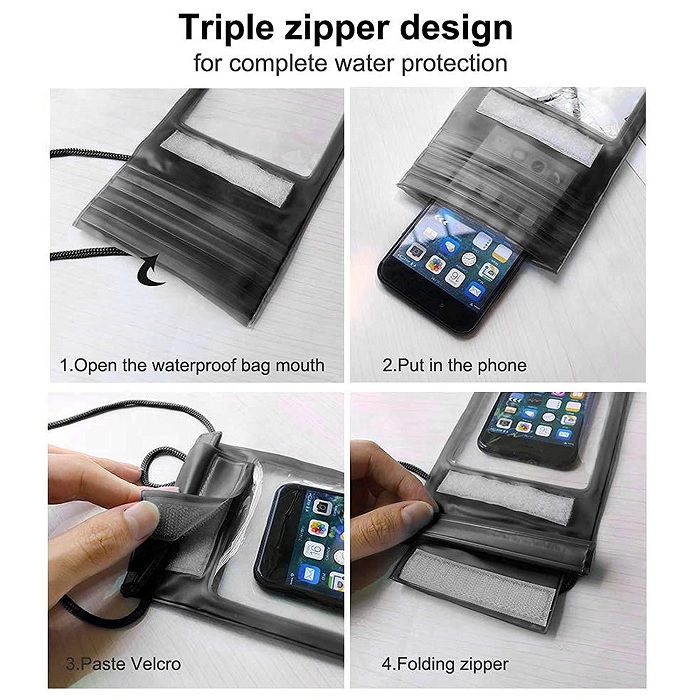 Triple zipper design
for complete water protection
1.Open the waterproof bag mouth
2.Put in the phone
3.Paste Velcro
4.Folding zipper